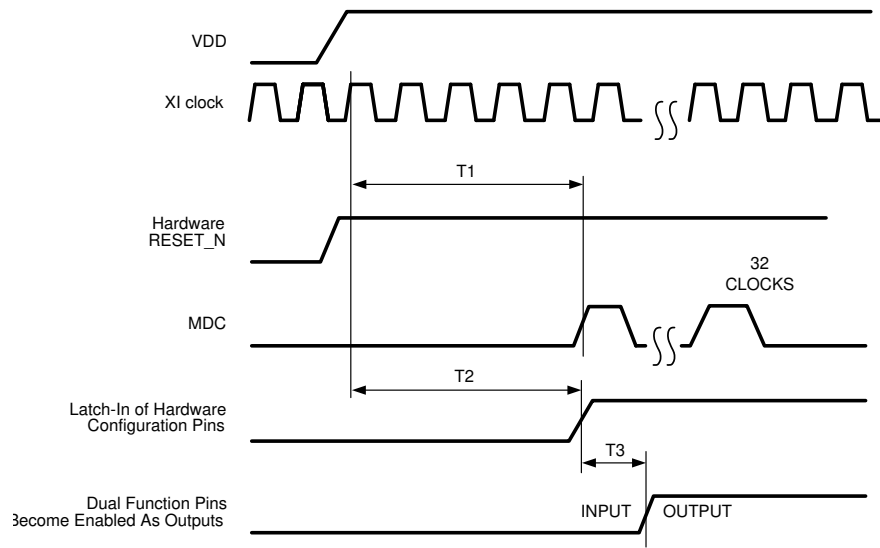 VDD
XI clock
T1
Hardware
RESET_N
32
CLOCKS
MDC
T2
Latch-In of Hardware
Configuration Pins
T3
Dual Function Pins
INPUT
OUTPUT
Become Enabled As Outputs